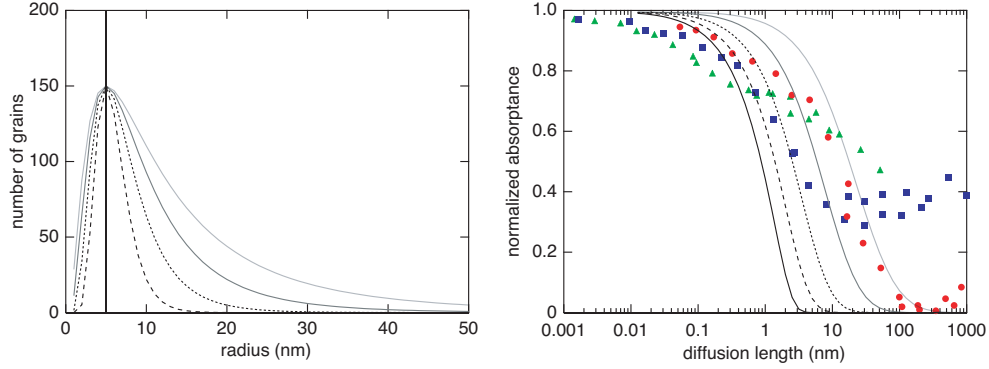 number of grains
200
150
100
50
0
0 10 20 30 40 50
radius (nm)
normalized absorptance
1.0
0.8
0.6
0.4
0.2
0
0.001 0.01 0.1 1 10 100 1000
diffusion length (nm)